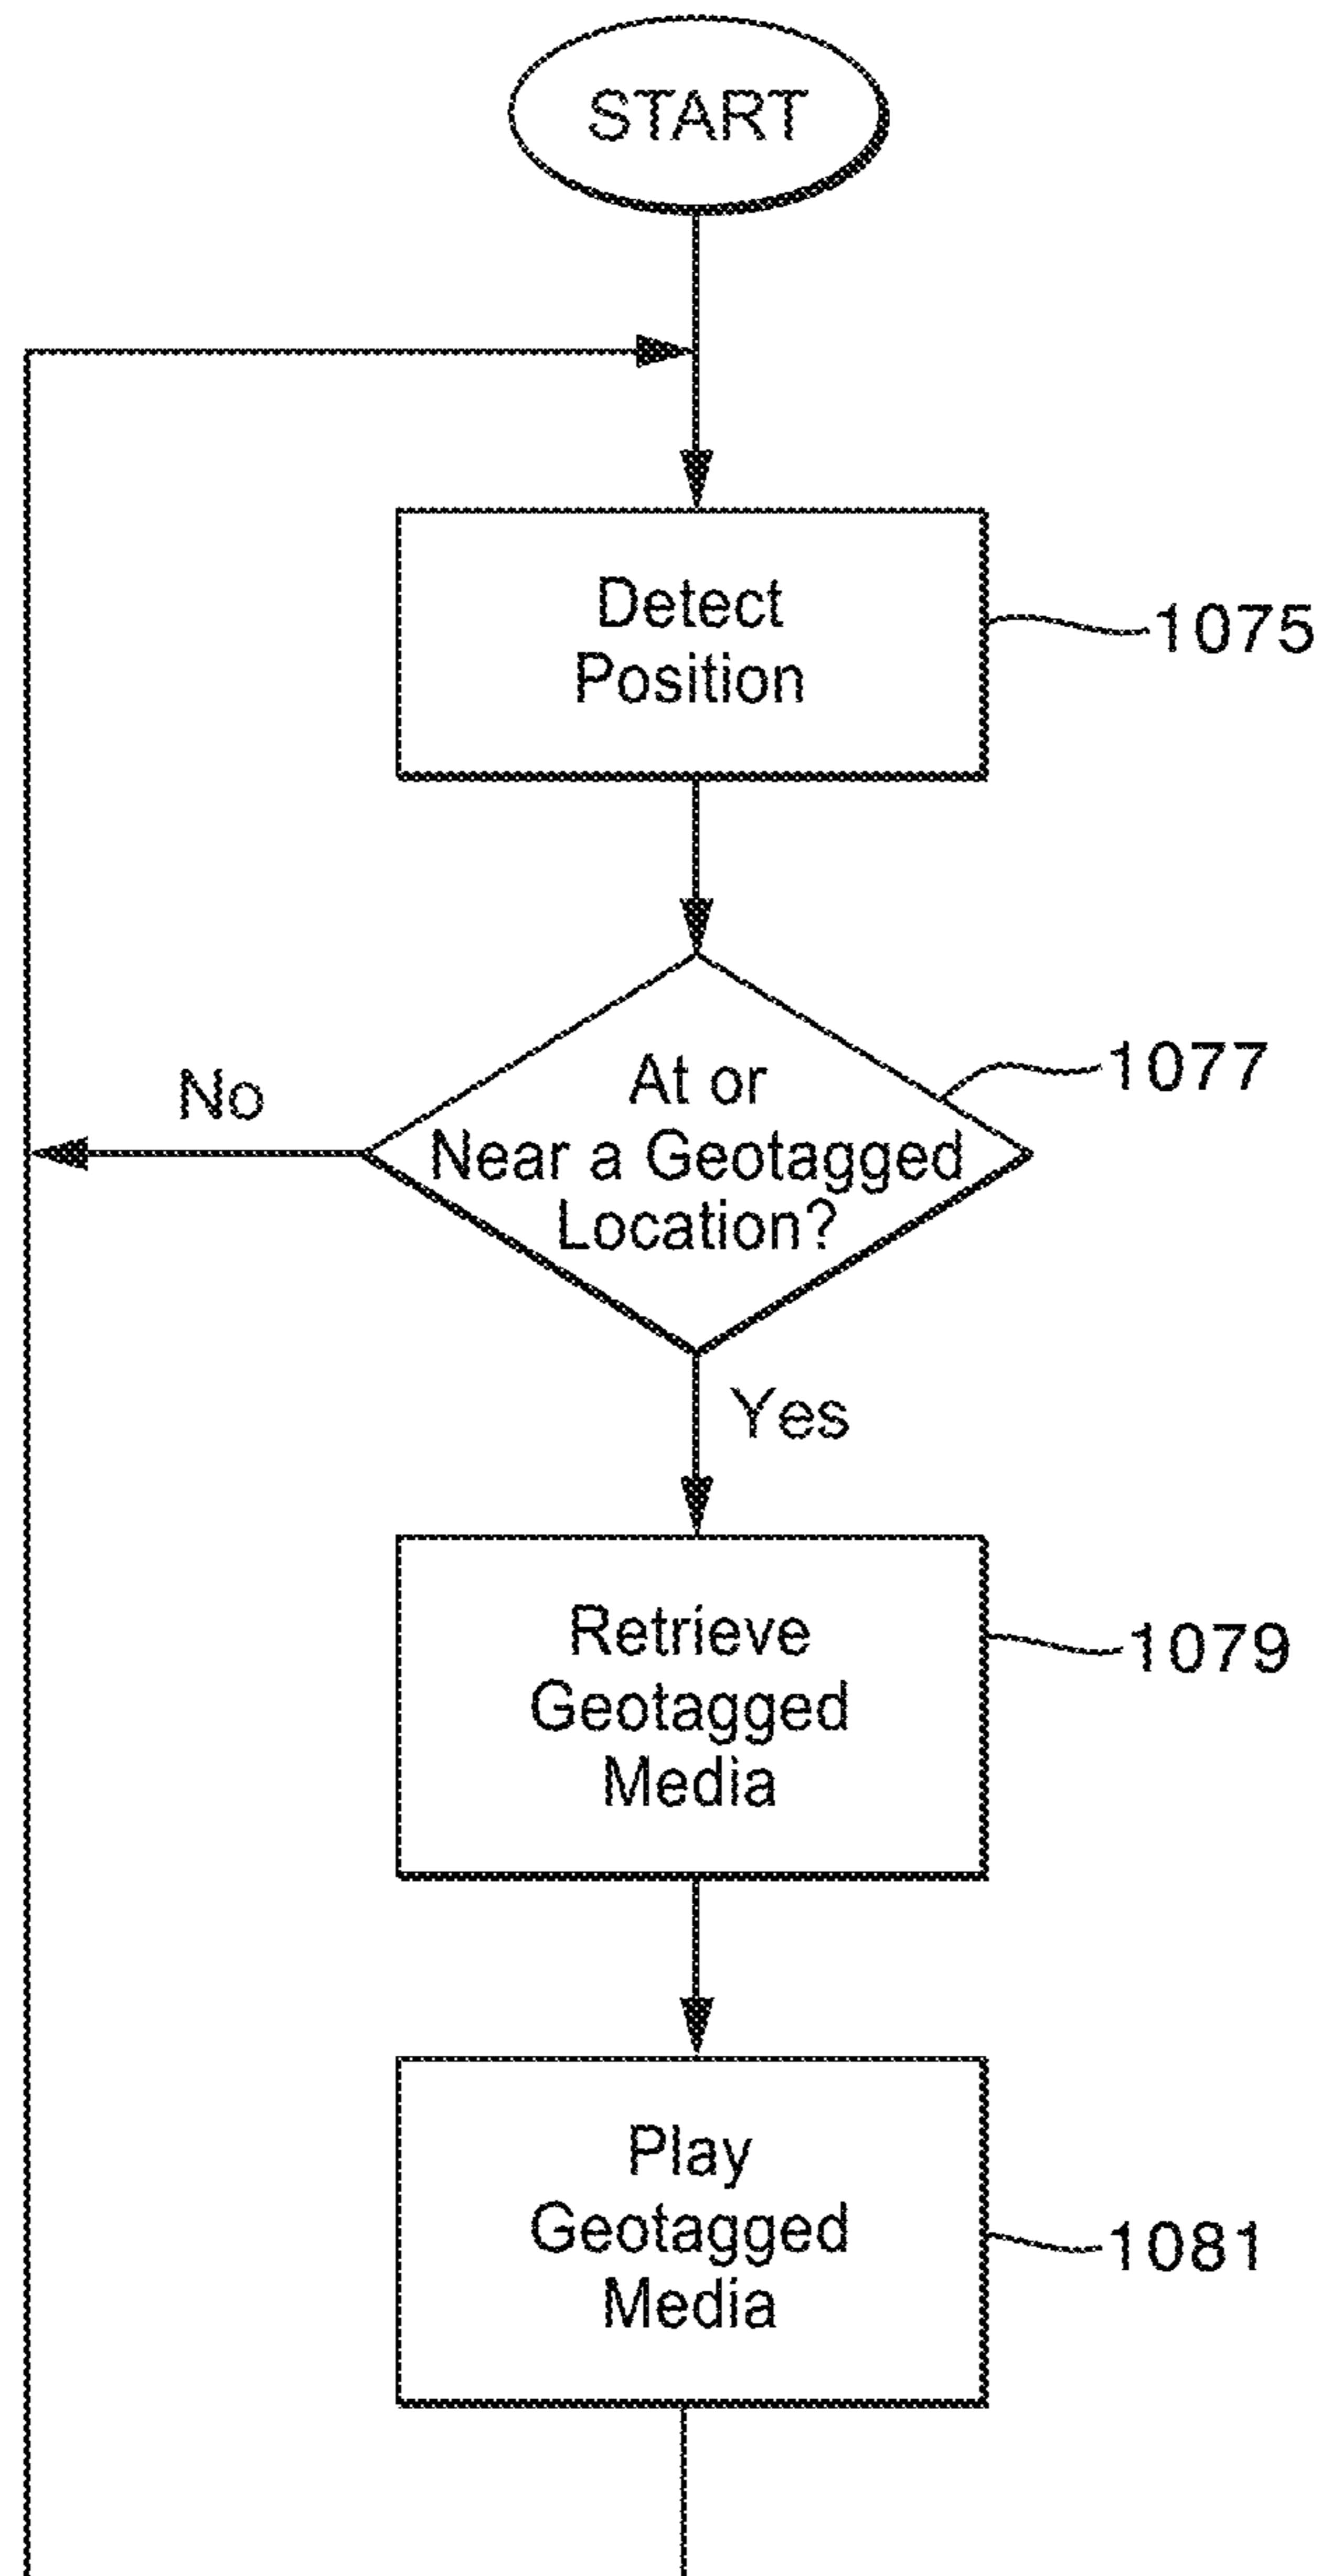 START
Detect
Position
1075
At or
Near a Geotagged
Location?
1077
No
Yes
Retrieve
Geotagged
Media
1079
Play
Geotagged
Media
1081